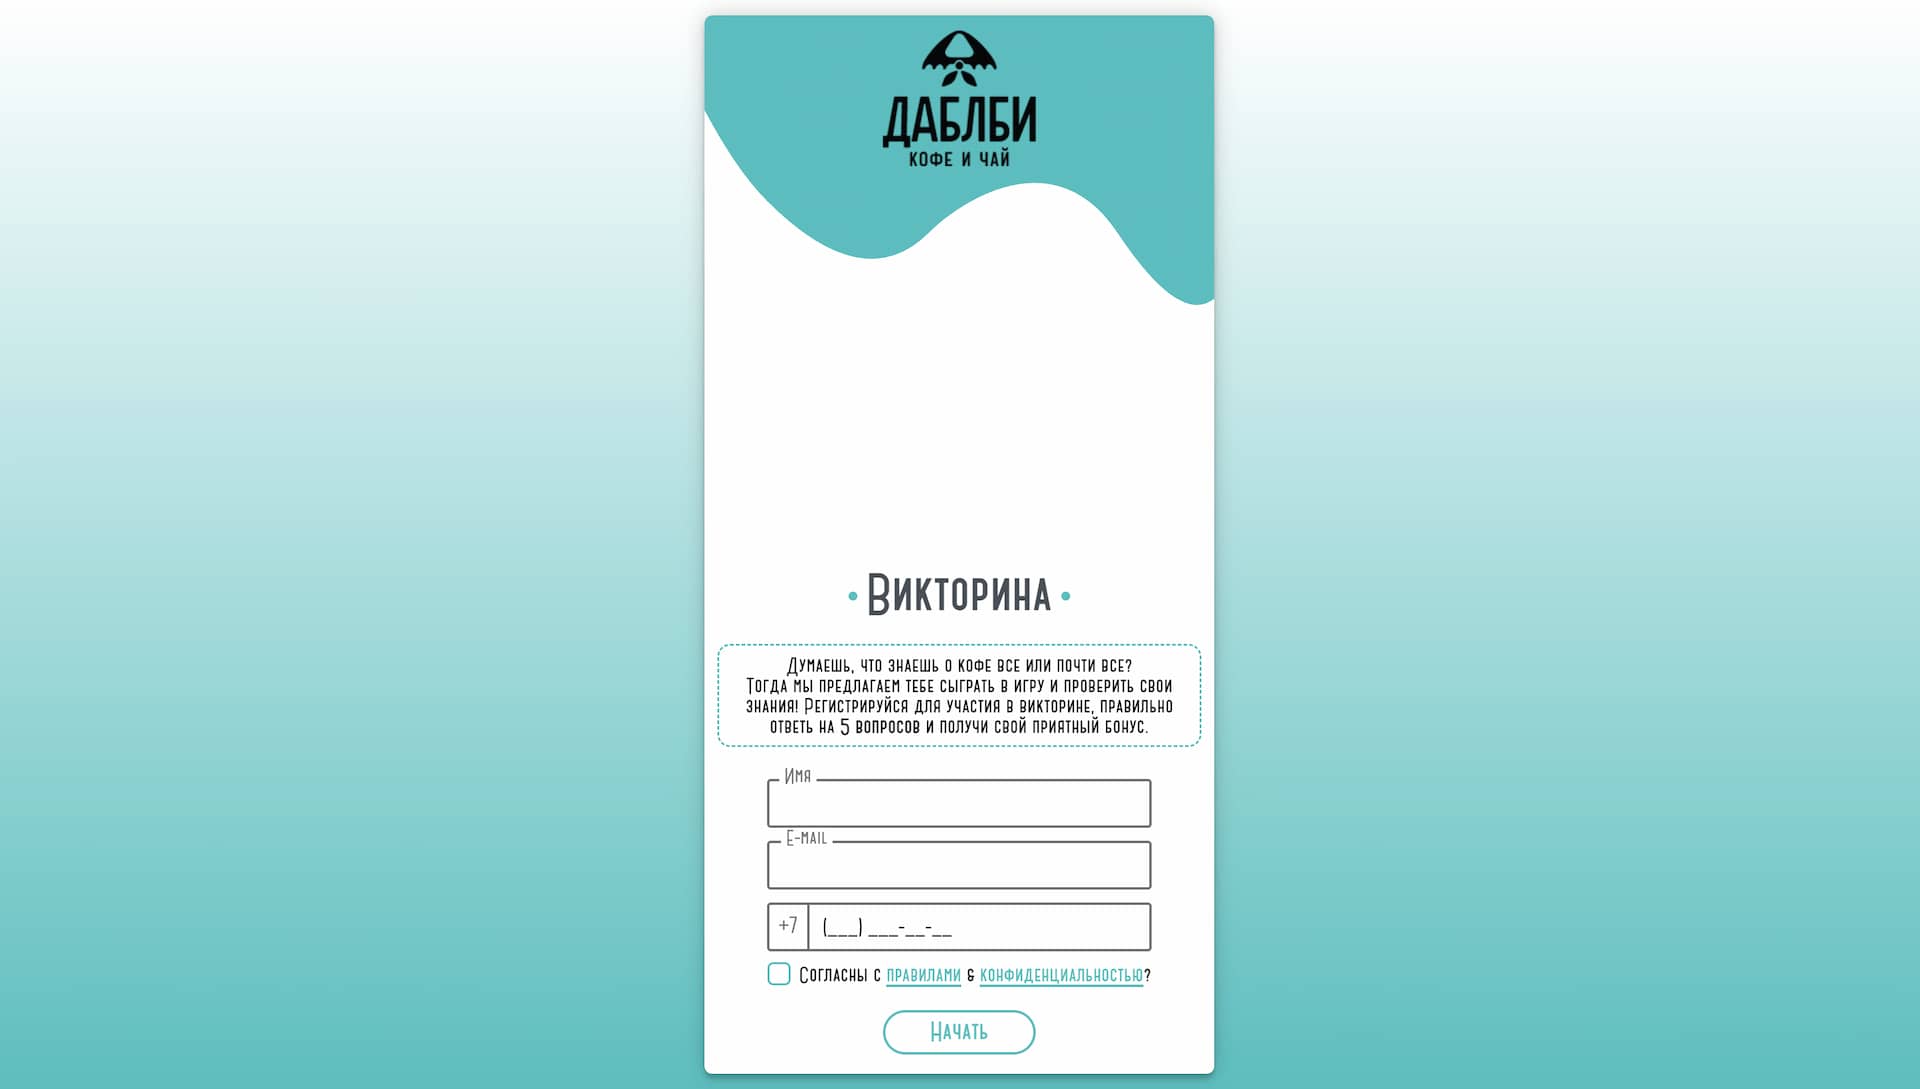 ДАБЛБИ
КОФЕ И ЧАЙ
Викторина
Думаешь, что знаешь о кофе все или почти все?
Тогда мы предлагаем тебе сыграть в игру и проверить свои
знания! Регистрируйся для участия в викторине, правильно
ответь на 5 вопросов и получи свой приятный бонус.
Имя
E-mail
+7 (___) ___-__-__
Согласны с правилами & конфиденциальностью?
Начать